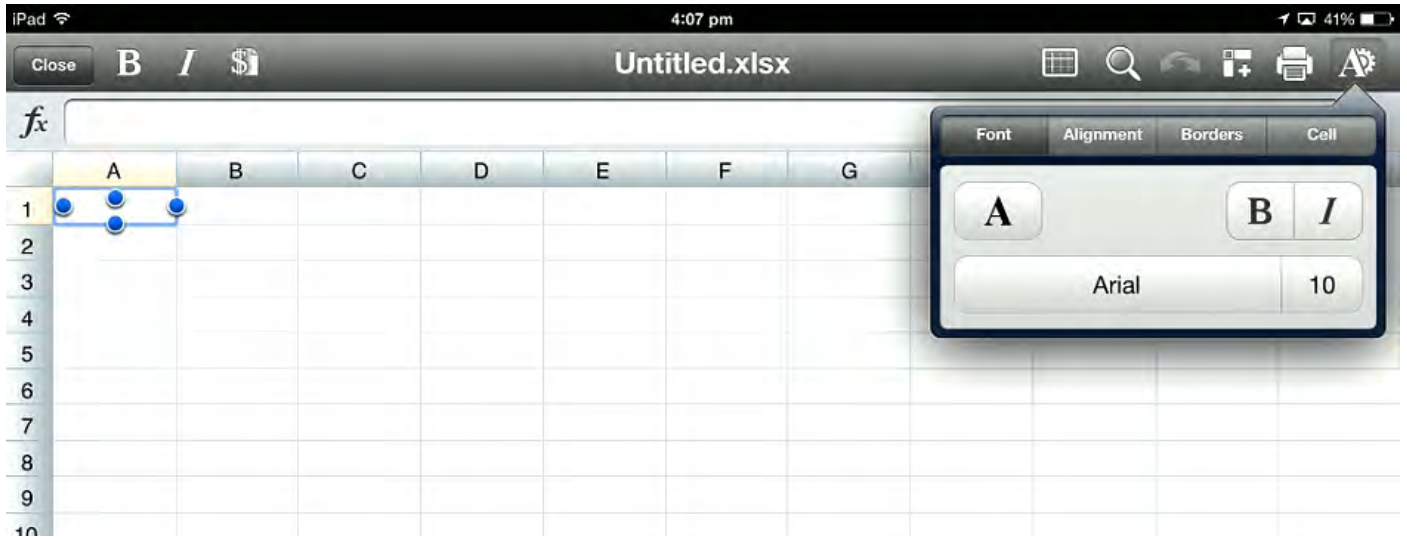 iPad 4:07 pm 41%
Close B I $ Untitled.xlsx A
fx
Font Alignment Borders Cell
A B C D E F G
A B I
Arial 10
1
2
3
4
5
6
7
8
9
10